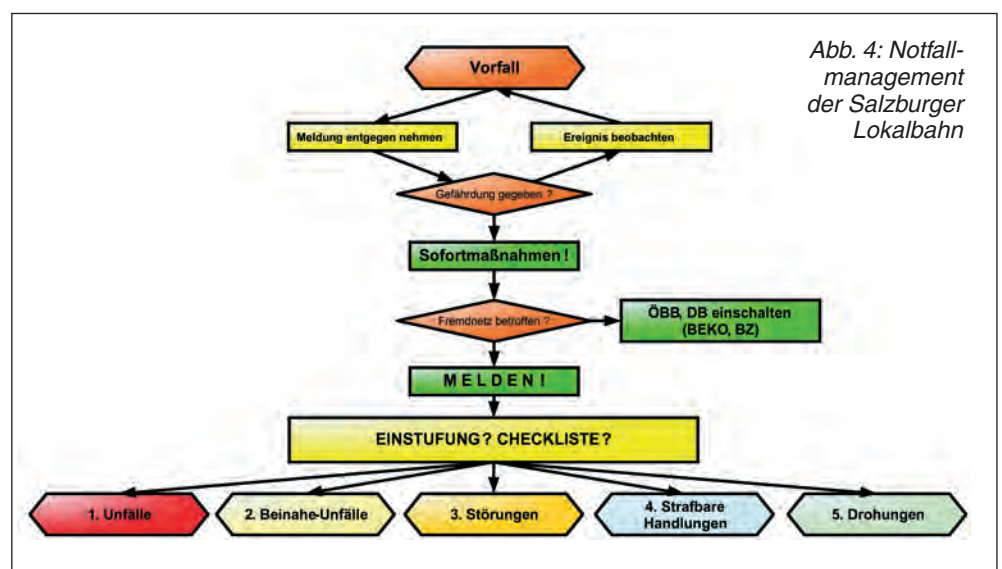 Abb. 4: Notfall-
management
der Salzburger
Lokalbahn
Vorfall
Meldung entgegen nehmen
Ereignis beobachten
Gefährdung gegeben ?
Sofortmaßnahmen !
Fremdnetz betroffen ?
ÖBB, DB einschalten
(BEKO, BZ)
M E L D E N !
EINSTUFUNG? CHECKLISTE?
1. Unfälle
2. Beinahe-Unfälle
3. Störungen
4. Strafbare
Handlungen
5. Drohungen